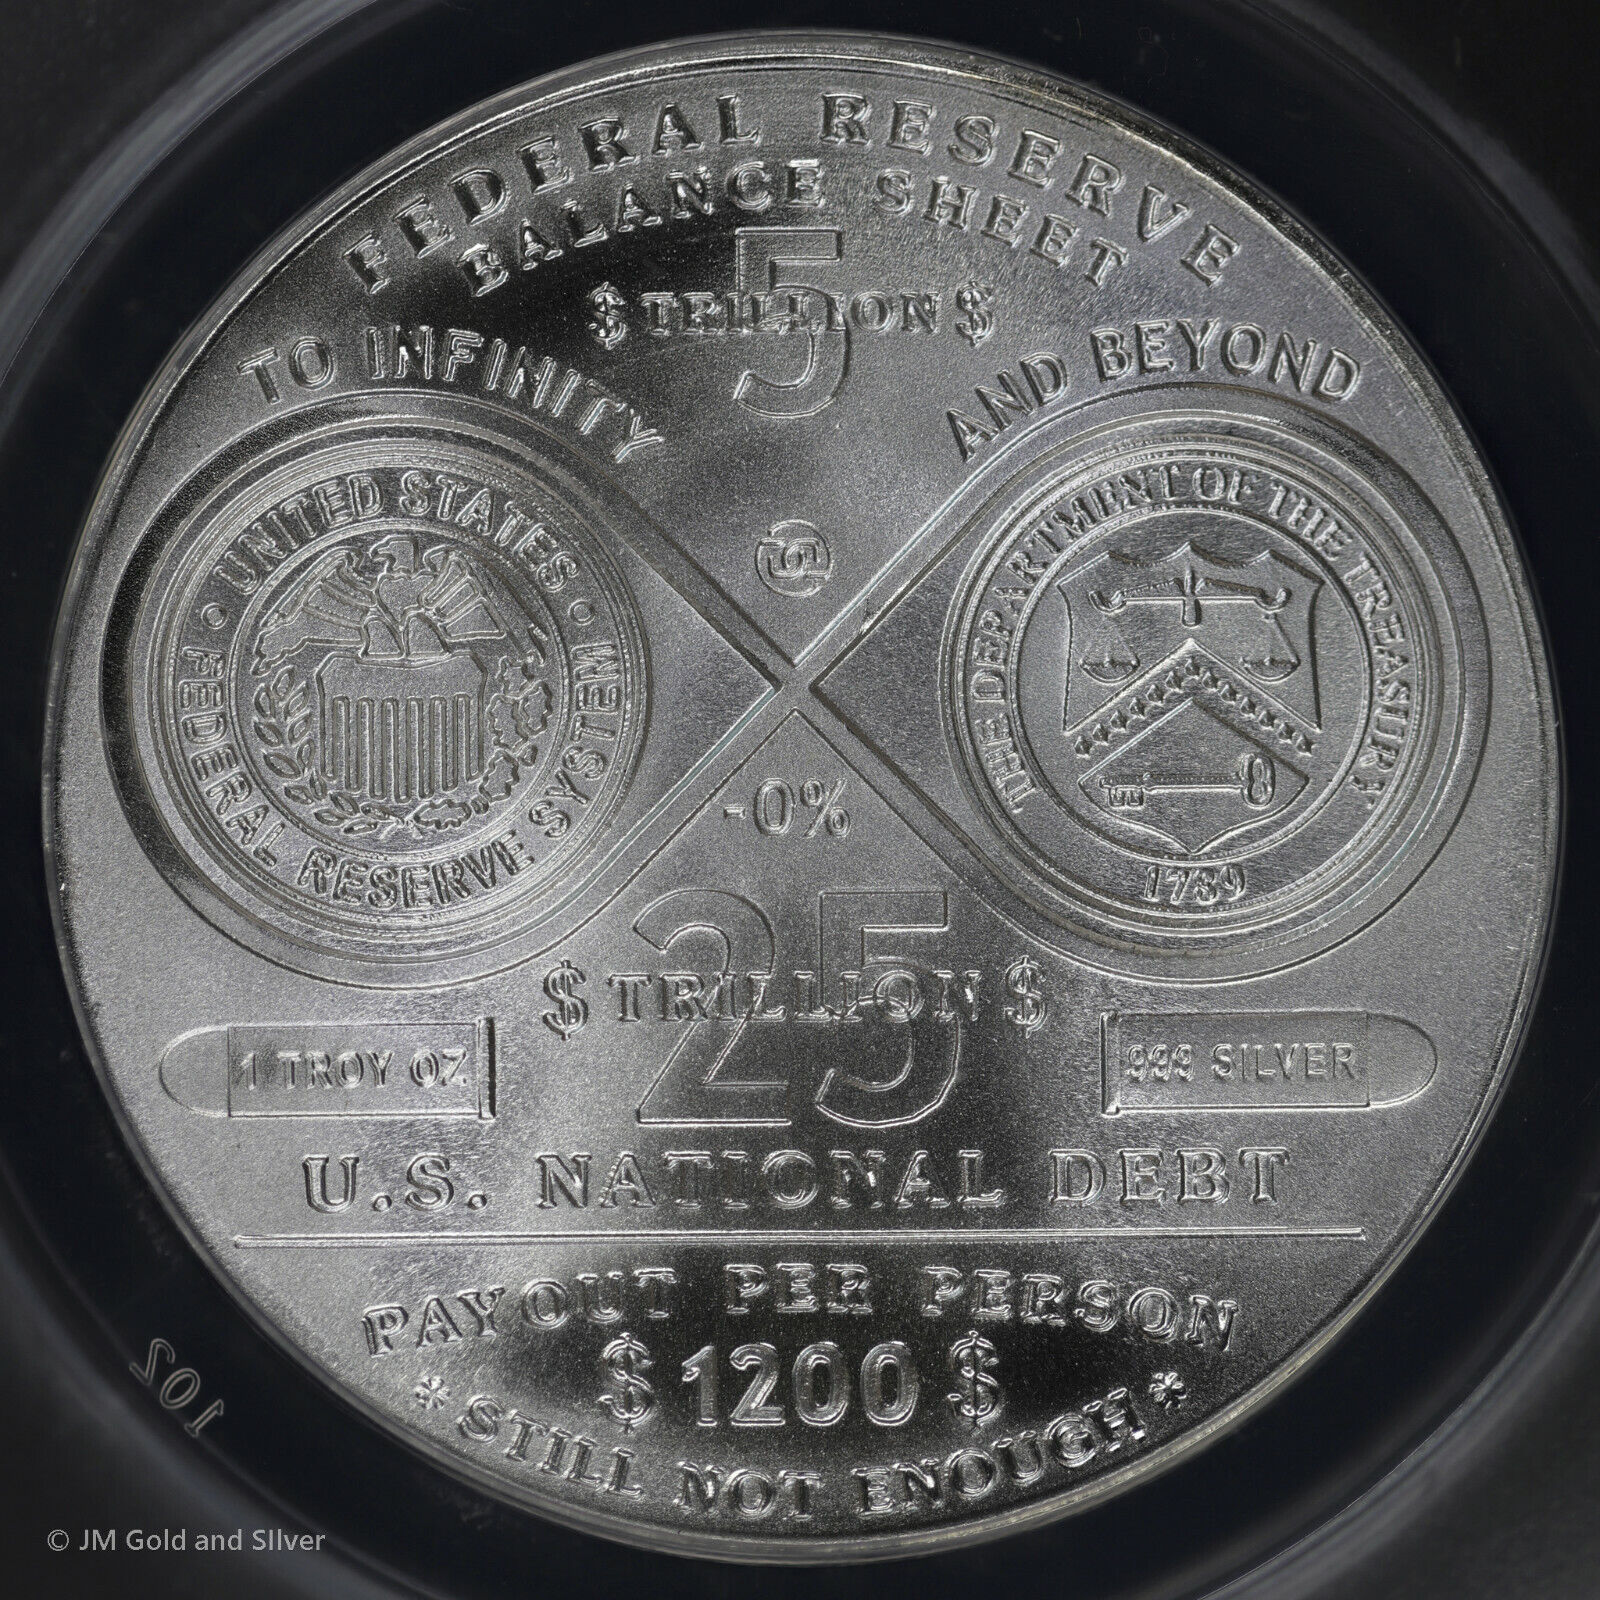 FEDERAL RESERVE
BALANCE SHEET
5
$ TRILLION $
TO INFINITY
AND BEYOND
UNITED STATES
FEDERAL RESERVE SYSTEM
THE DEPARTMENT OF THE TREASURY
1789
-0%
25
$ TRILLION $
1 TROY OZ
.999 SILVER
U.S. NATIONAL DEBT
PAYOUT PER PERSON
$ 1200 $
* STILL NOT ENOUGH *
1OZ
© JM Gold and Silver